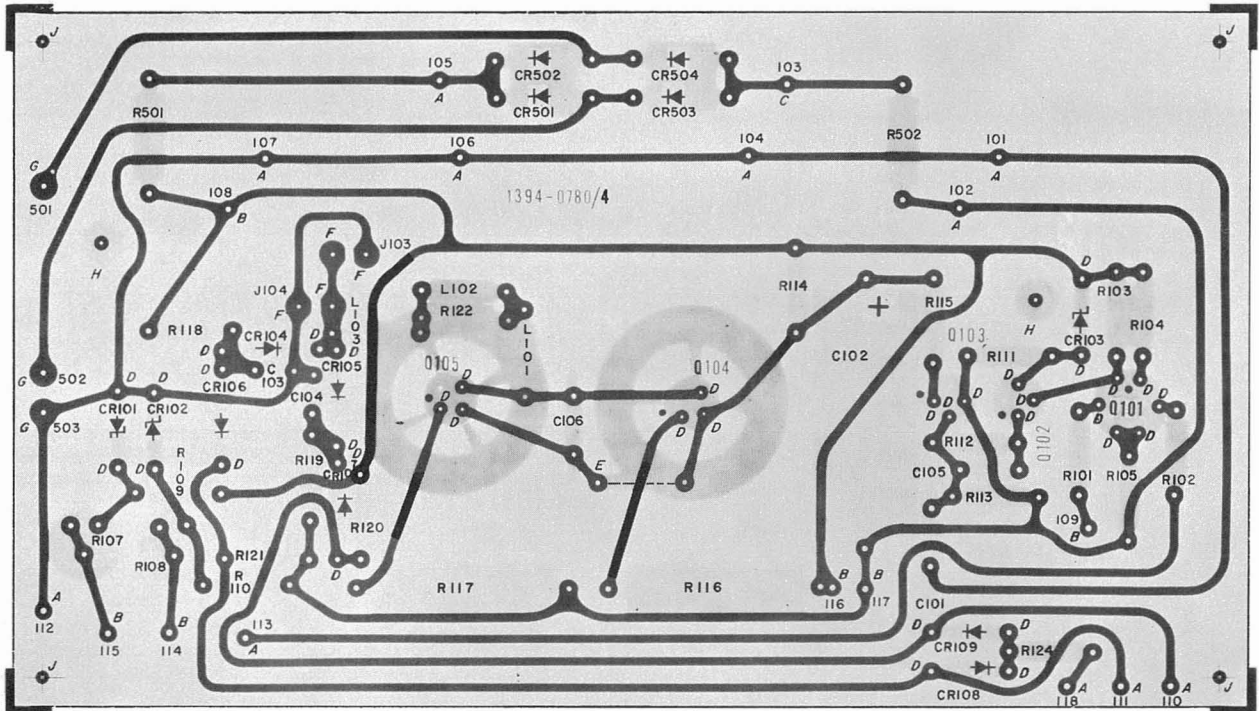 J J
105 CR502 CR504 103
A CR501 CR503 C
R501 R502
107 106 104 101
A A A A
G
501
108 B 1394-0780/4 102 A
H
F J103
F
J104 F L102 R114 R115 D R103
F L103 R122 + H
R118 CR104 D D L101 C102 Q103 CR103 R104
D D C 103 CR105 Q105 Q104 R111 D D D
G 502 CR106 C104 D D D D D
503 CR101 CR102 D D D D C106 D D D Q101 D
G R112 Q102 D D
R109 R119 D D E C105 R101 R105 R102
D D D CR107 R113
R107 R120 109 B
R108 R121 D
R110 R117 R116 B B
A 116 117 C101
112 B B 113 A D D
115 114 CR109 R124
J D D J
CR108 A A A
118 111 110